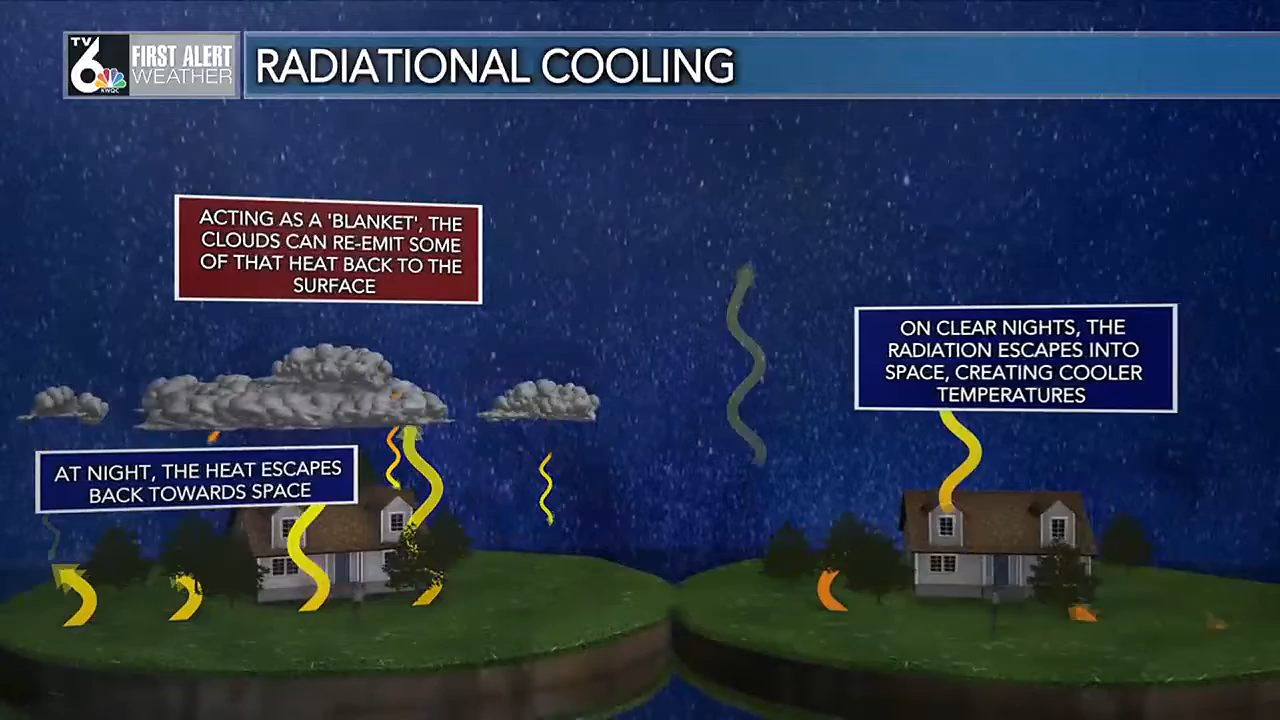 TV
6
KWQC
FIRST ALERT
WEATHER
RADIATIONAL COOLING
ACTING AS A 'BLANKET', THE
CLOUDS CAN RE-EMIT SOME
OF THAT HEAT BACK TO THE
SURFACE
AT NIGHT, THE HEAT ESCAPES
BACK TOWARDS SPACE
ON CLEAR NIGHTS, THE
RADIATION ESCAPES INTO
SPACE, CREATING COOLER
TEMPERATURES